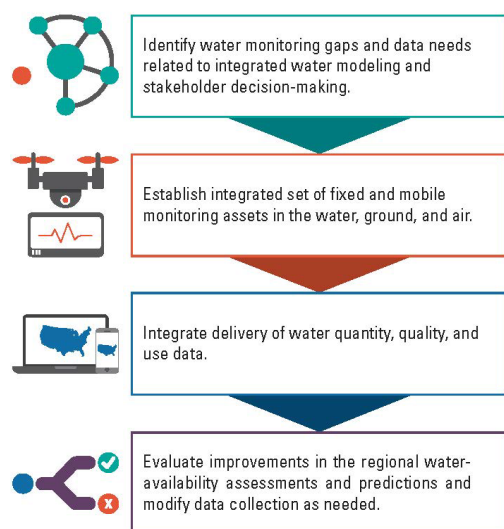 Identify water monitoring gaps and data needs
related to integrated water modeling and
stakeholder decision-making.
Establish integrated set of fixed and mobile
monitoring assets in the water, ground, and air.
Integrate delivery of water quantity, quality, and
use data.
Evaluate improvements in the regional water-
availability assessments and predictions and
modify data collection as needed.